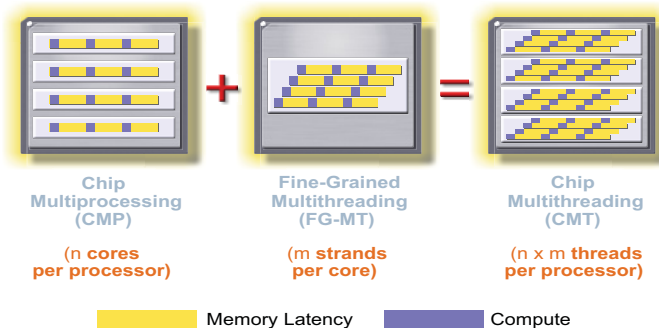 +
=
Chip
Multiprocessing
(CMP)
Fine-Grained
Multithreading
(FG-MT)
Chip
Multithreading
(CMT)
(n cores
per processor)
(m strands
per core)
(n x m threads
per processor)
Memory Latency
Compute